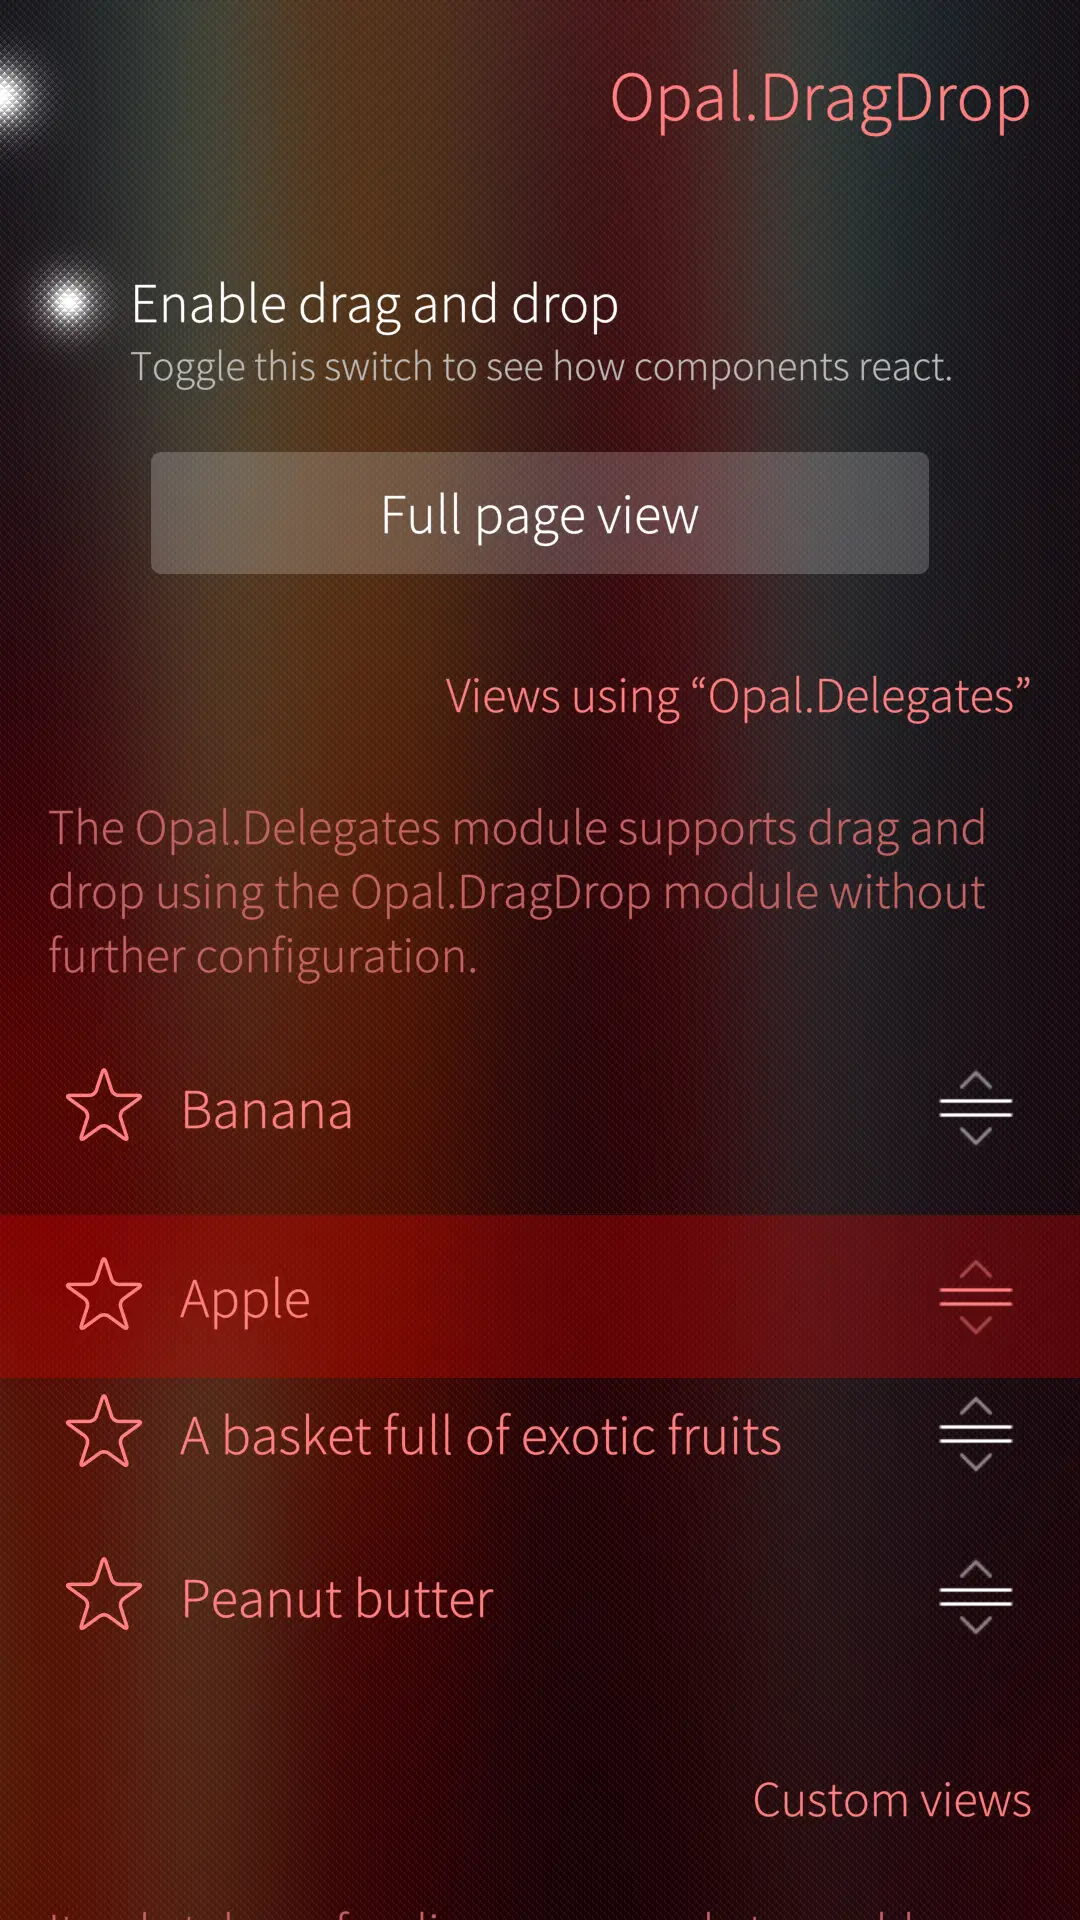 Opal.DragDrop
Enable drag and drop
Toggle this switch to see how components react.
Full page view
Views using “Opal.Delegates”
The Opal.Delegates module supports drag and
drop using the Opal.DragDrop module without
further configuration.
Banana
Apple
A basket full of exotic fruits
Peanut butter
Custom views